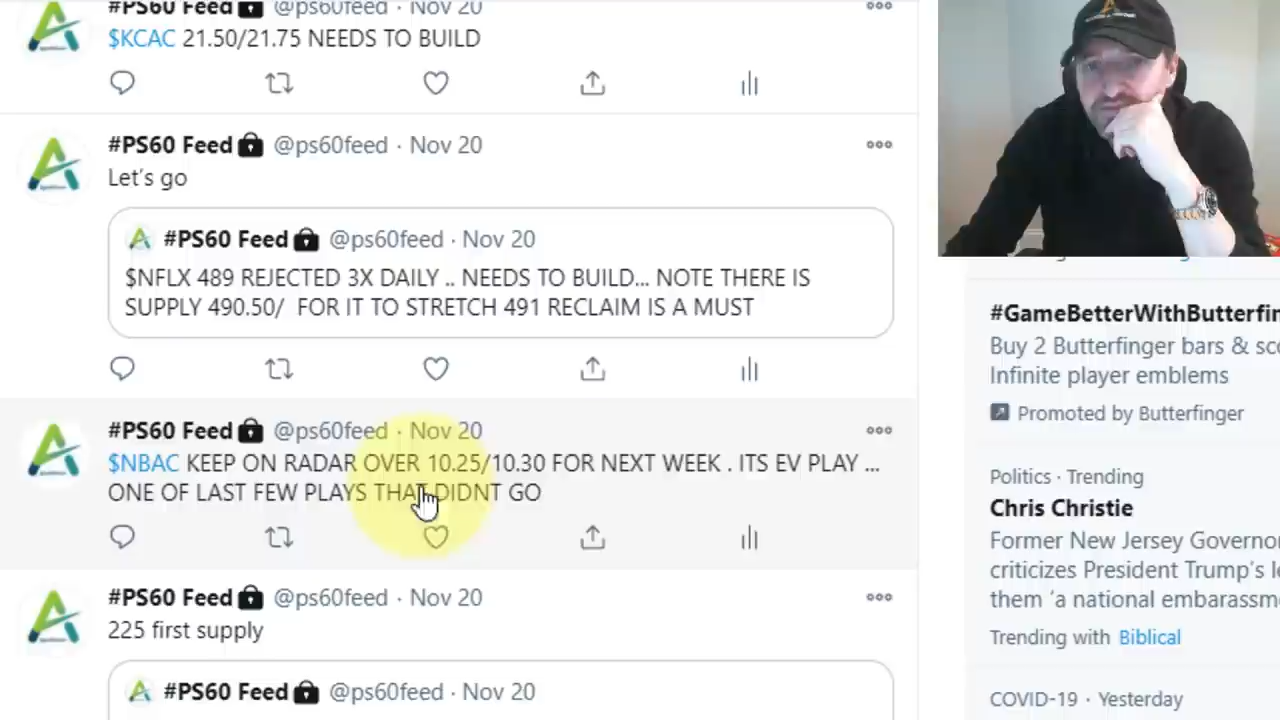 #PS60 Feed @ps60feed · Nov 20
$KCAC 21.50/21.75 NEEDS TO BUILD
#PS60 Feed @ps60feed · Nov 20
Let's go
#PS60 Feed @ps60feed · Nov 20
$NFLX 489 REJECTED 3X DAILY .. NEEDS TO BUILD... NOTE THERE IS
SUPPLY 490.50/ FOR IT TO STRETCH 491 RECLAIM IS A MUST
#PS60 Feed @ps60feed · Nov 20
$NBAC KEEP ON RADAR OVER 10.25/10.30 FOR NEXT WEEK . ITS EV PLAY ...
ONE OF LAST FEW PLAYS THAT DIDNT GO
#PS60 Feed @ps60feed · Nov 20
225 first supply
#PS60 Feed @ps60feed · Nov 20
#GameBetterWithButterfin
Buy 2 Butterfinger bars & sco
Infinite player emblems
Promoted by Butterfinger
Politics · Trending
Chris Christie
Former New Jersey Governo
criticizes President Trump's le
them 'a national embarassm
Trending with Biblical
COVID-19 · Yesterday